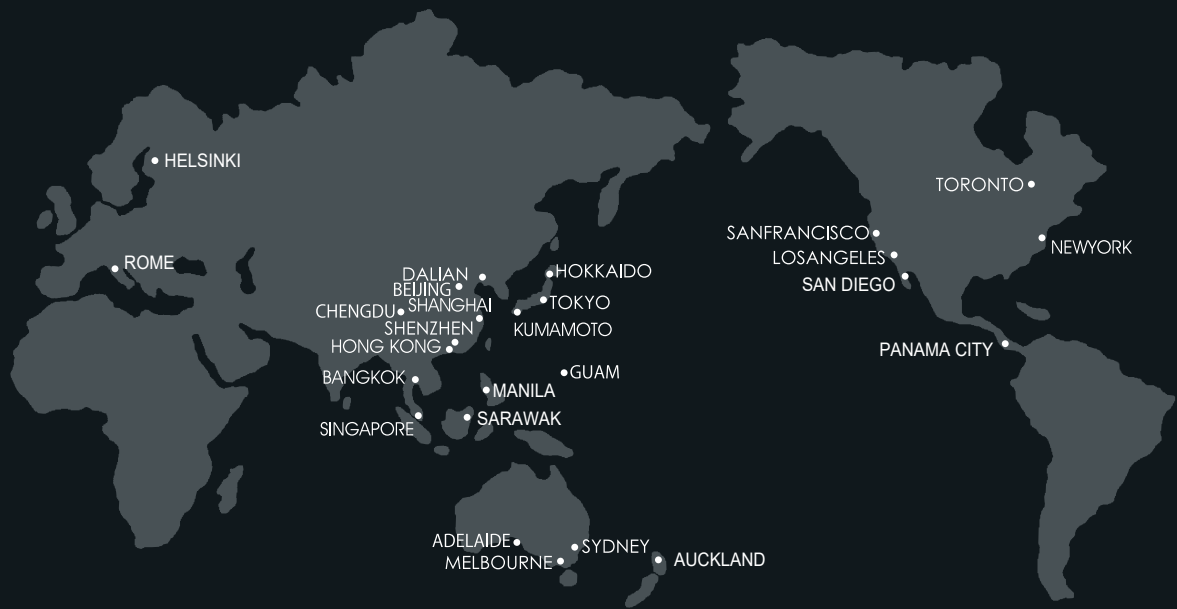 HELSINKI
TORONTO
SANFRANCISCO
NEWYORK
LOSANGELES
ROME
DALIAN
HOKKAIDO
SAN DIEGO
BEIJING
SHANGHAI
TOKYO
CHENGDU
SHENZHEN
KUMAMOTO
HONG KONG
PANAMA CITY
GUAM
BANGKOK
MANILA
SARAWAK
SINGAPORE
ADELAIDE
SYDNEY
MELBOURNE
AUCKLAND